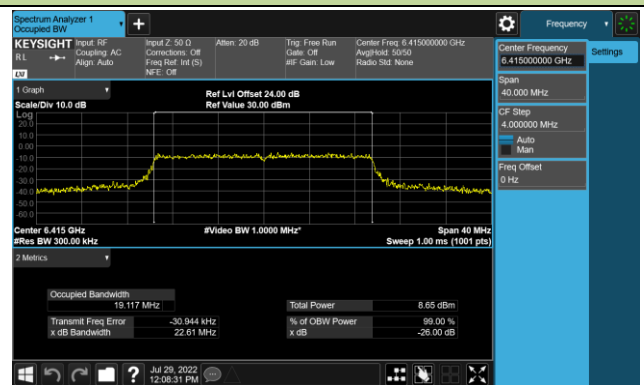 Spectrum Analyzer 1
Occupied BW
+
Frequency
KEYSIGHT
Input: RF
Coupling: AC
Align: Auto
Input Z: 50 Ω
Corrections: Off
Freq Ref: Int (S)
NFE: Off
Atten: 20 dB
Trig: Free Run
Gate: Off
#IF Gain: Low
Center Freq: 6.415000000 GHz
Avg|Hold: 50/50
Radio Std: None
RL
LXI
Center Frequency
6.415000000 GHz
Settings
Span
40.000 MHz
CF Step
4.000000 MHz
Auto
Man
Freq Offset
0 Hz
1 Graph
Scale/Div 10.0 dB
Ref Lvl Offset 24.00 dB
Ref Value 30.00 dBm
Log
20.0
10.0
0.00
-10.0
-20.0
-30.0
-40.0
-50.0
-60.0
Center 6.415 GHz
#Res BW 300.00 kHz
#Video BW 1.0000 MHz*
Span 40 MHz
Sweep 1.00 ms (1001 pts)
2 Metrics
Occupied Bandwidth
19.117 MHz
Transmit Freq Error -30.944 kHz
x dB Bandwidth 22.61 MHz
Total Power 8.65 dBm
% of OBW Power 99.00 %
x dB -26.00 dB
?
Jul 29, 2022
12:08:31 PM